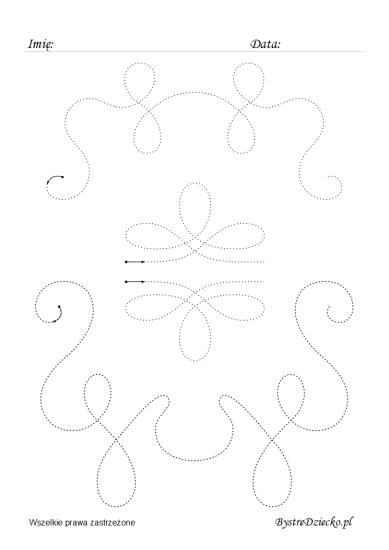 Imię: Data:
Wszelkie prawa zastrzeżone BystreDziecko.pl